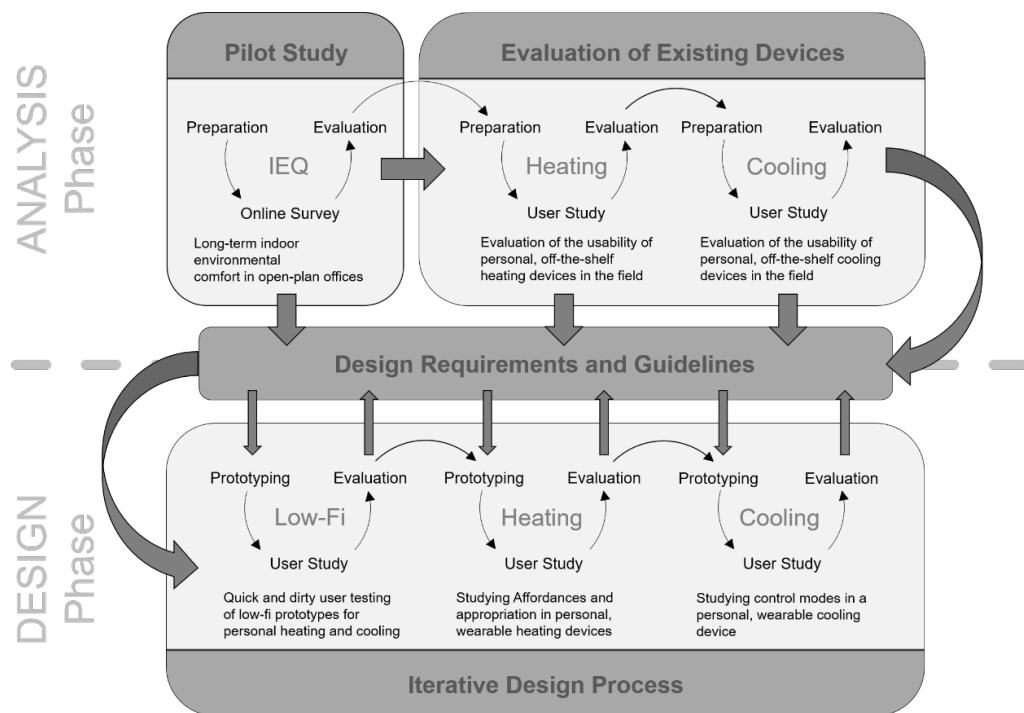 ANALYSIS
Phase
Pilot Study
Preparation
Evaluation
IEQ
Online Survey
Long-term indoor
environmental
comfort in open-plan offices
Evaluation of Existing Devices
Preparation
Evaluation
Heating
User Study
Evaluation of the usability of
personal, off-the-shelf
heating devices in the field
Preparation
Evaluation
Cooling
User Study
Evaluation of the usability of
personal, off-the-shelf cooling
devices in the field
Design Requirements and Guidelines
DESIGN
Phase
Prototyping
Evaluation
Low-Fi
User Study
Quick and dirty user testing
of low-fi prototypes for
personal heating and cooling
Prototyping
Evaluation
Heating
User Study
Studying Affordances and
appropriation in personal,
wearable heating devices
Prototyping
Evaluation
Cooling
User Study
Studying control modes in a
personal, wearable cooling
device
Iterative Design Process